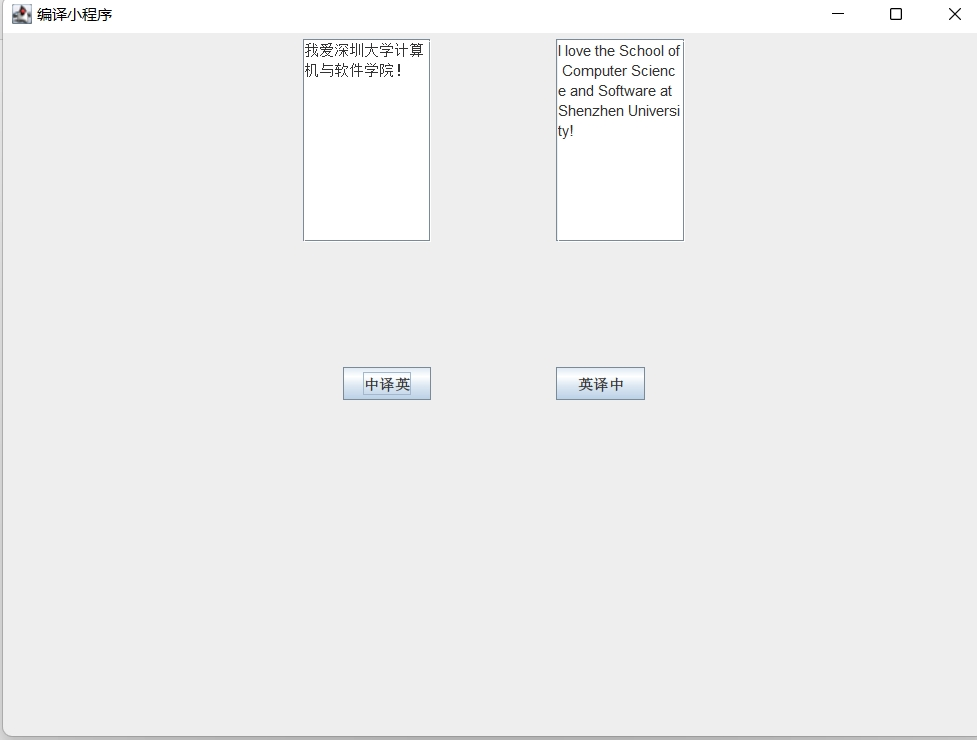 编译小程序
我爱深圳大学计算
机与软件学院！
I love the School of
Computer Scienc
e and Software at
Shenzhen Universi
ty!
中译英
英译中